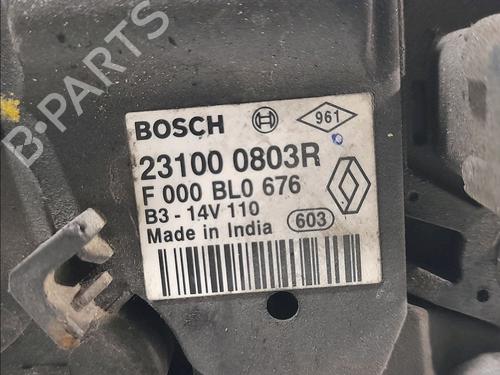 B-PARTS
BOSCH 961
23100 0803R
F 000 BL0 676
B3 - 14V 110
Made in India 603